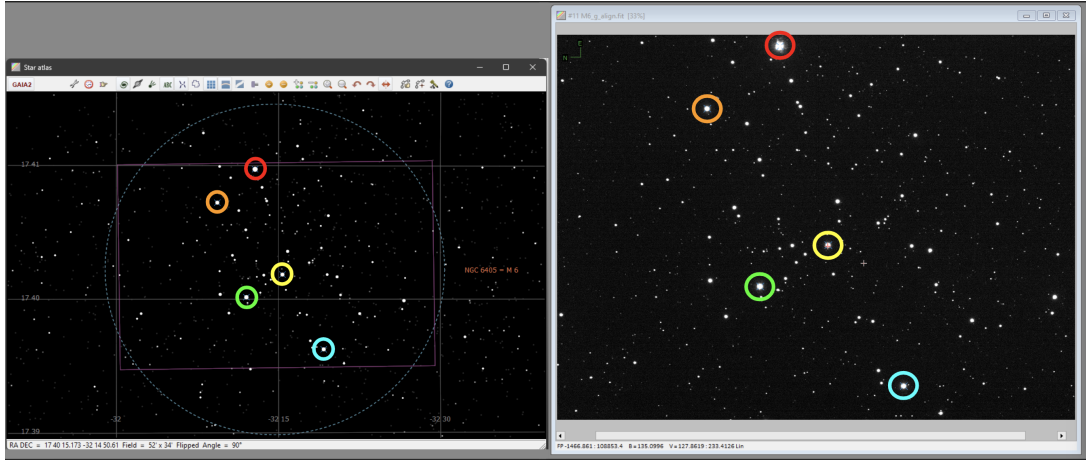 Star atlas
GAIA2
ABC
17 41
17 40
17 39
-32
-32 15
-32 30
NGC 6405 = M 6
RA DEC = 17 40 15.173 -32 14 50.61 Field = 52' x 34' Flipped Angle = 90°
#11 M6_g_align.fit [33%]
E
N
FP -1466.861 : 108853.4 B = 135.0996 V = 127.8619 : 233.4126 Lin